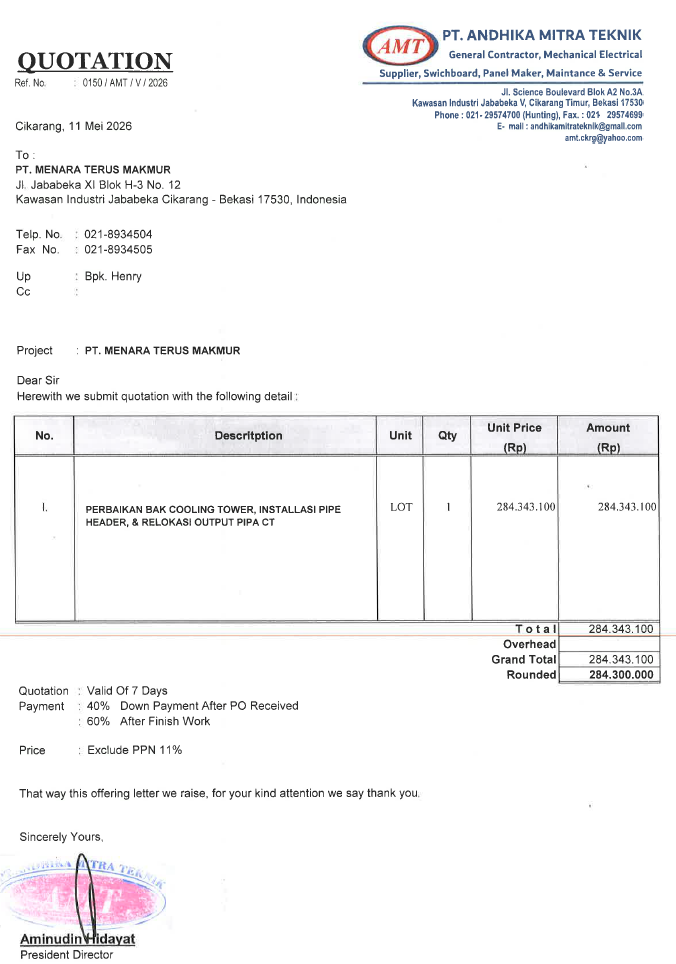 QUOTATION
Ref. No. : 0150 / AMT / V / 2026
AMT
PT. ANDHIKA MITRA TEKNIK
General Contractor, Mechanical Electrical
Supplier, Swichboard, Panel Maker, Maintance & Service
Jl. Science Boulevard Blok A2 No.3A
Kawasan Industri Jababeka V, Cikarang Timur, Bekasi 17530
Phone : 021- 29574700 (Hunting), Fax. : 021 29574699
E- mail : andhikamitrateknik@gmail.com
amt.ckrg@yahoo.com
Cikarang, 11 Mei 2026
To :
PT. MENARA TERUS MAKMUR
Jl. Jababeka XI Blok H-3 No. 12
Kawasan Industri Jababeka Cikarang - Bekasi 17530, Indonesia
Telp. No. : 021-8934504
Fax No. : 021-8934505
Up : Bpk. Henry
Cc :
Project : PT. MENARA TERUS MAKMUR
Dear Sir
Herewith we submit quotation with the following detail :
No. Descritption Unit Qty Unit Price (Rp) Amount (Rp)
I. PERBAIKAN BAK COOLING TOWER, INSTALLASI PIPE LOT 1 284.343.100 284.343.100
HEADER, & RELOKASI OUTPUT PIPA CT
Total 284.343.100
Overhead
Grand Total 284.343.100
Rounded 284.300.000
Quotation : Valid Of 7 Days
Payment : 40% Down Payment After PO Received
: 60% After Finish Work
Price : Exclude PPN 11%
That way this offering letter we raise, for your kind attention we say thank you.
Sincerely Yours,
PT. ANDHIKA MITRA TEKNIK
AMT
Aminudin Hidayat
President Director